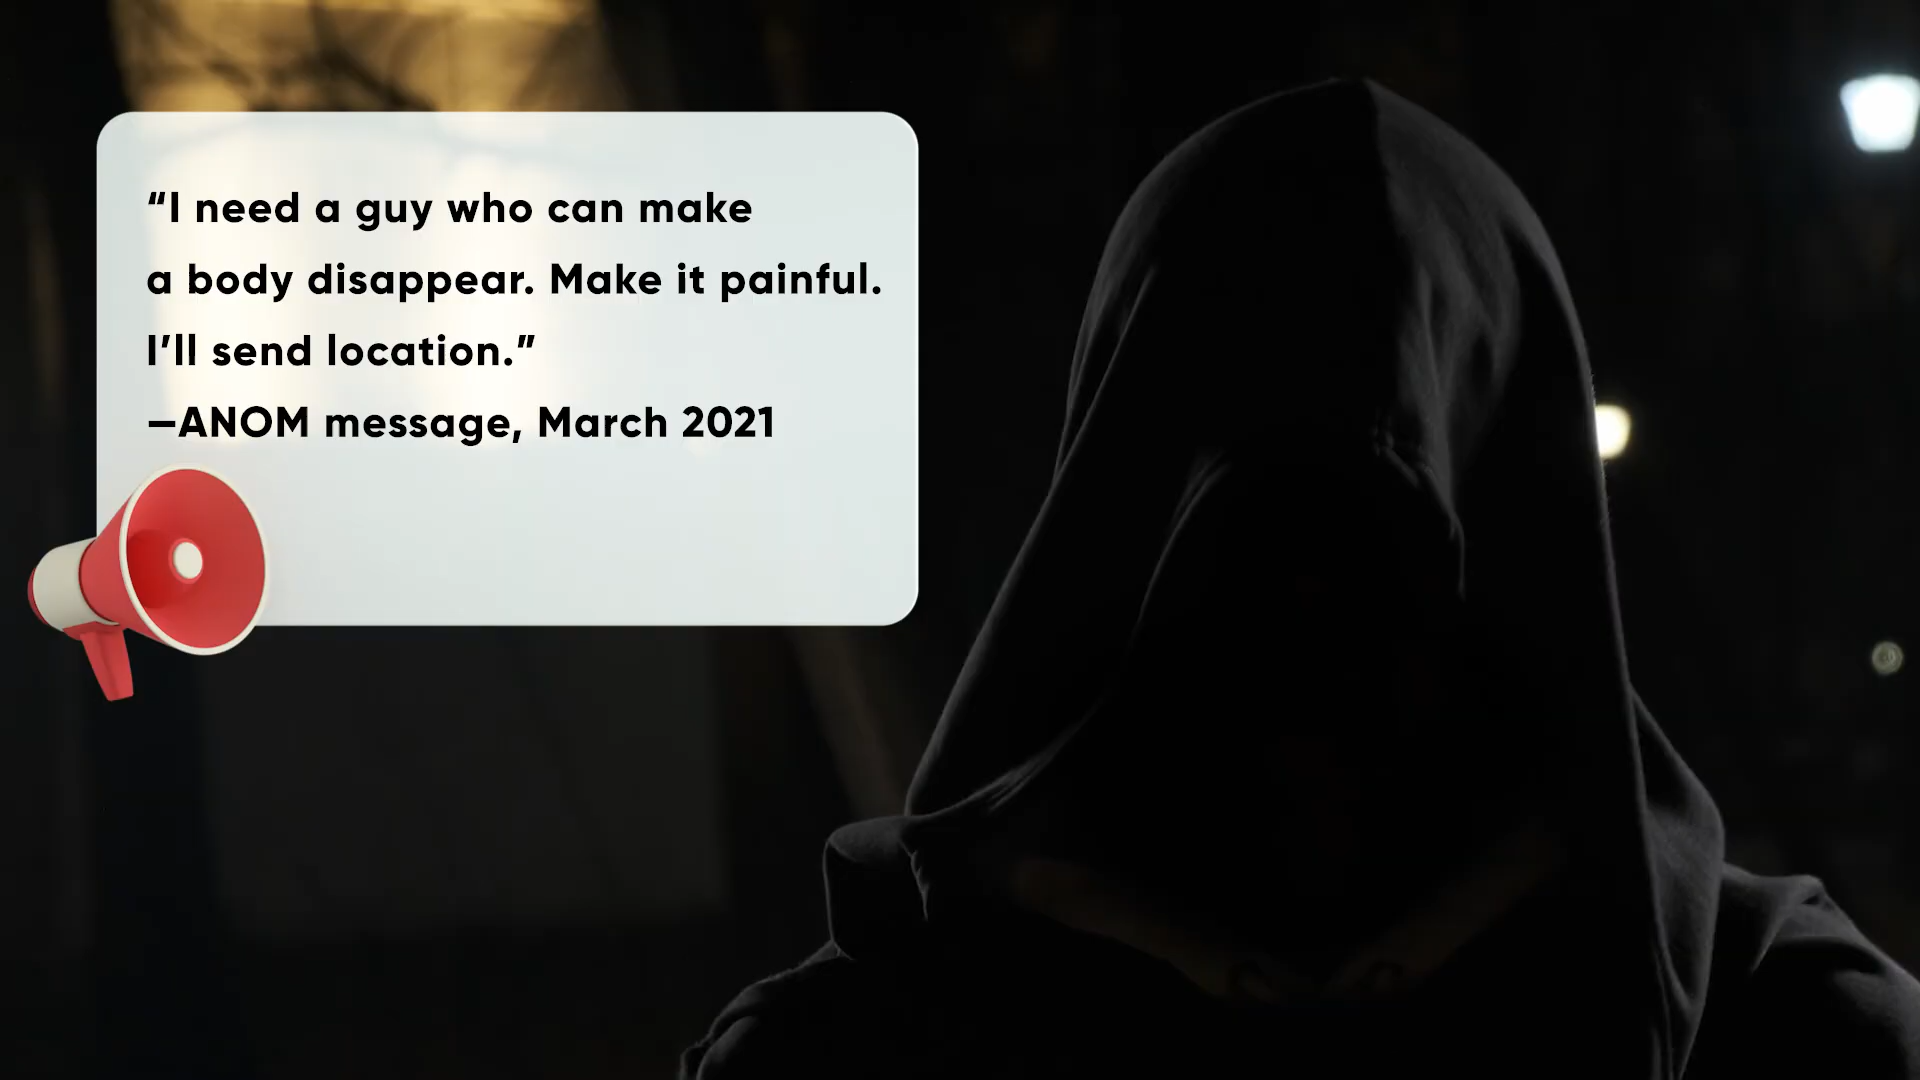 “I need a guy who can make
a body disappear. Make it painful.
I’ll send location.”
—ANOM message, March 2021